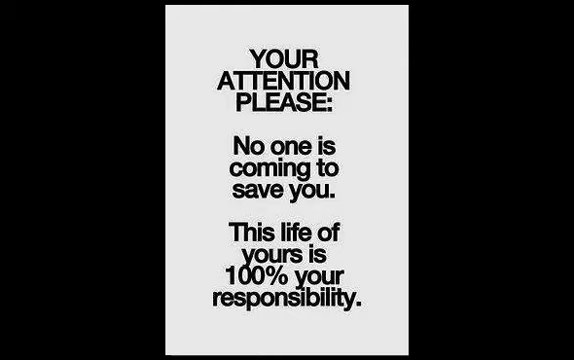 YOUR
ATTENTION
PLEASE:
No one is
coming to
save you.
This life of
yours is
100% your
responsibility.